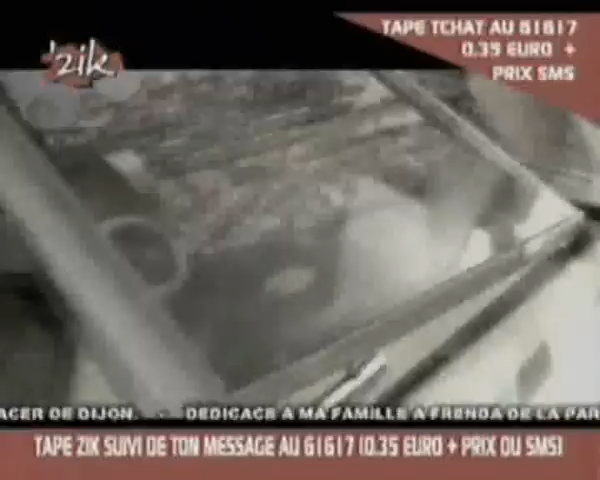 'zik
TAPE TCHAT AU 61617
0.35 EURO +
PRIX SMS
ACER DE DIJON. - DEDICACE A MA FAMILLE A FRENDA DE LA PAR
TAPE ZIK SUIVI DE TON MESSAGE AU 61617 (0.35 EURO + PRIX DU SMS)